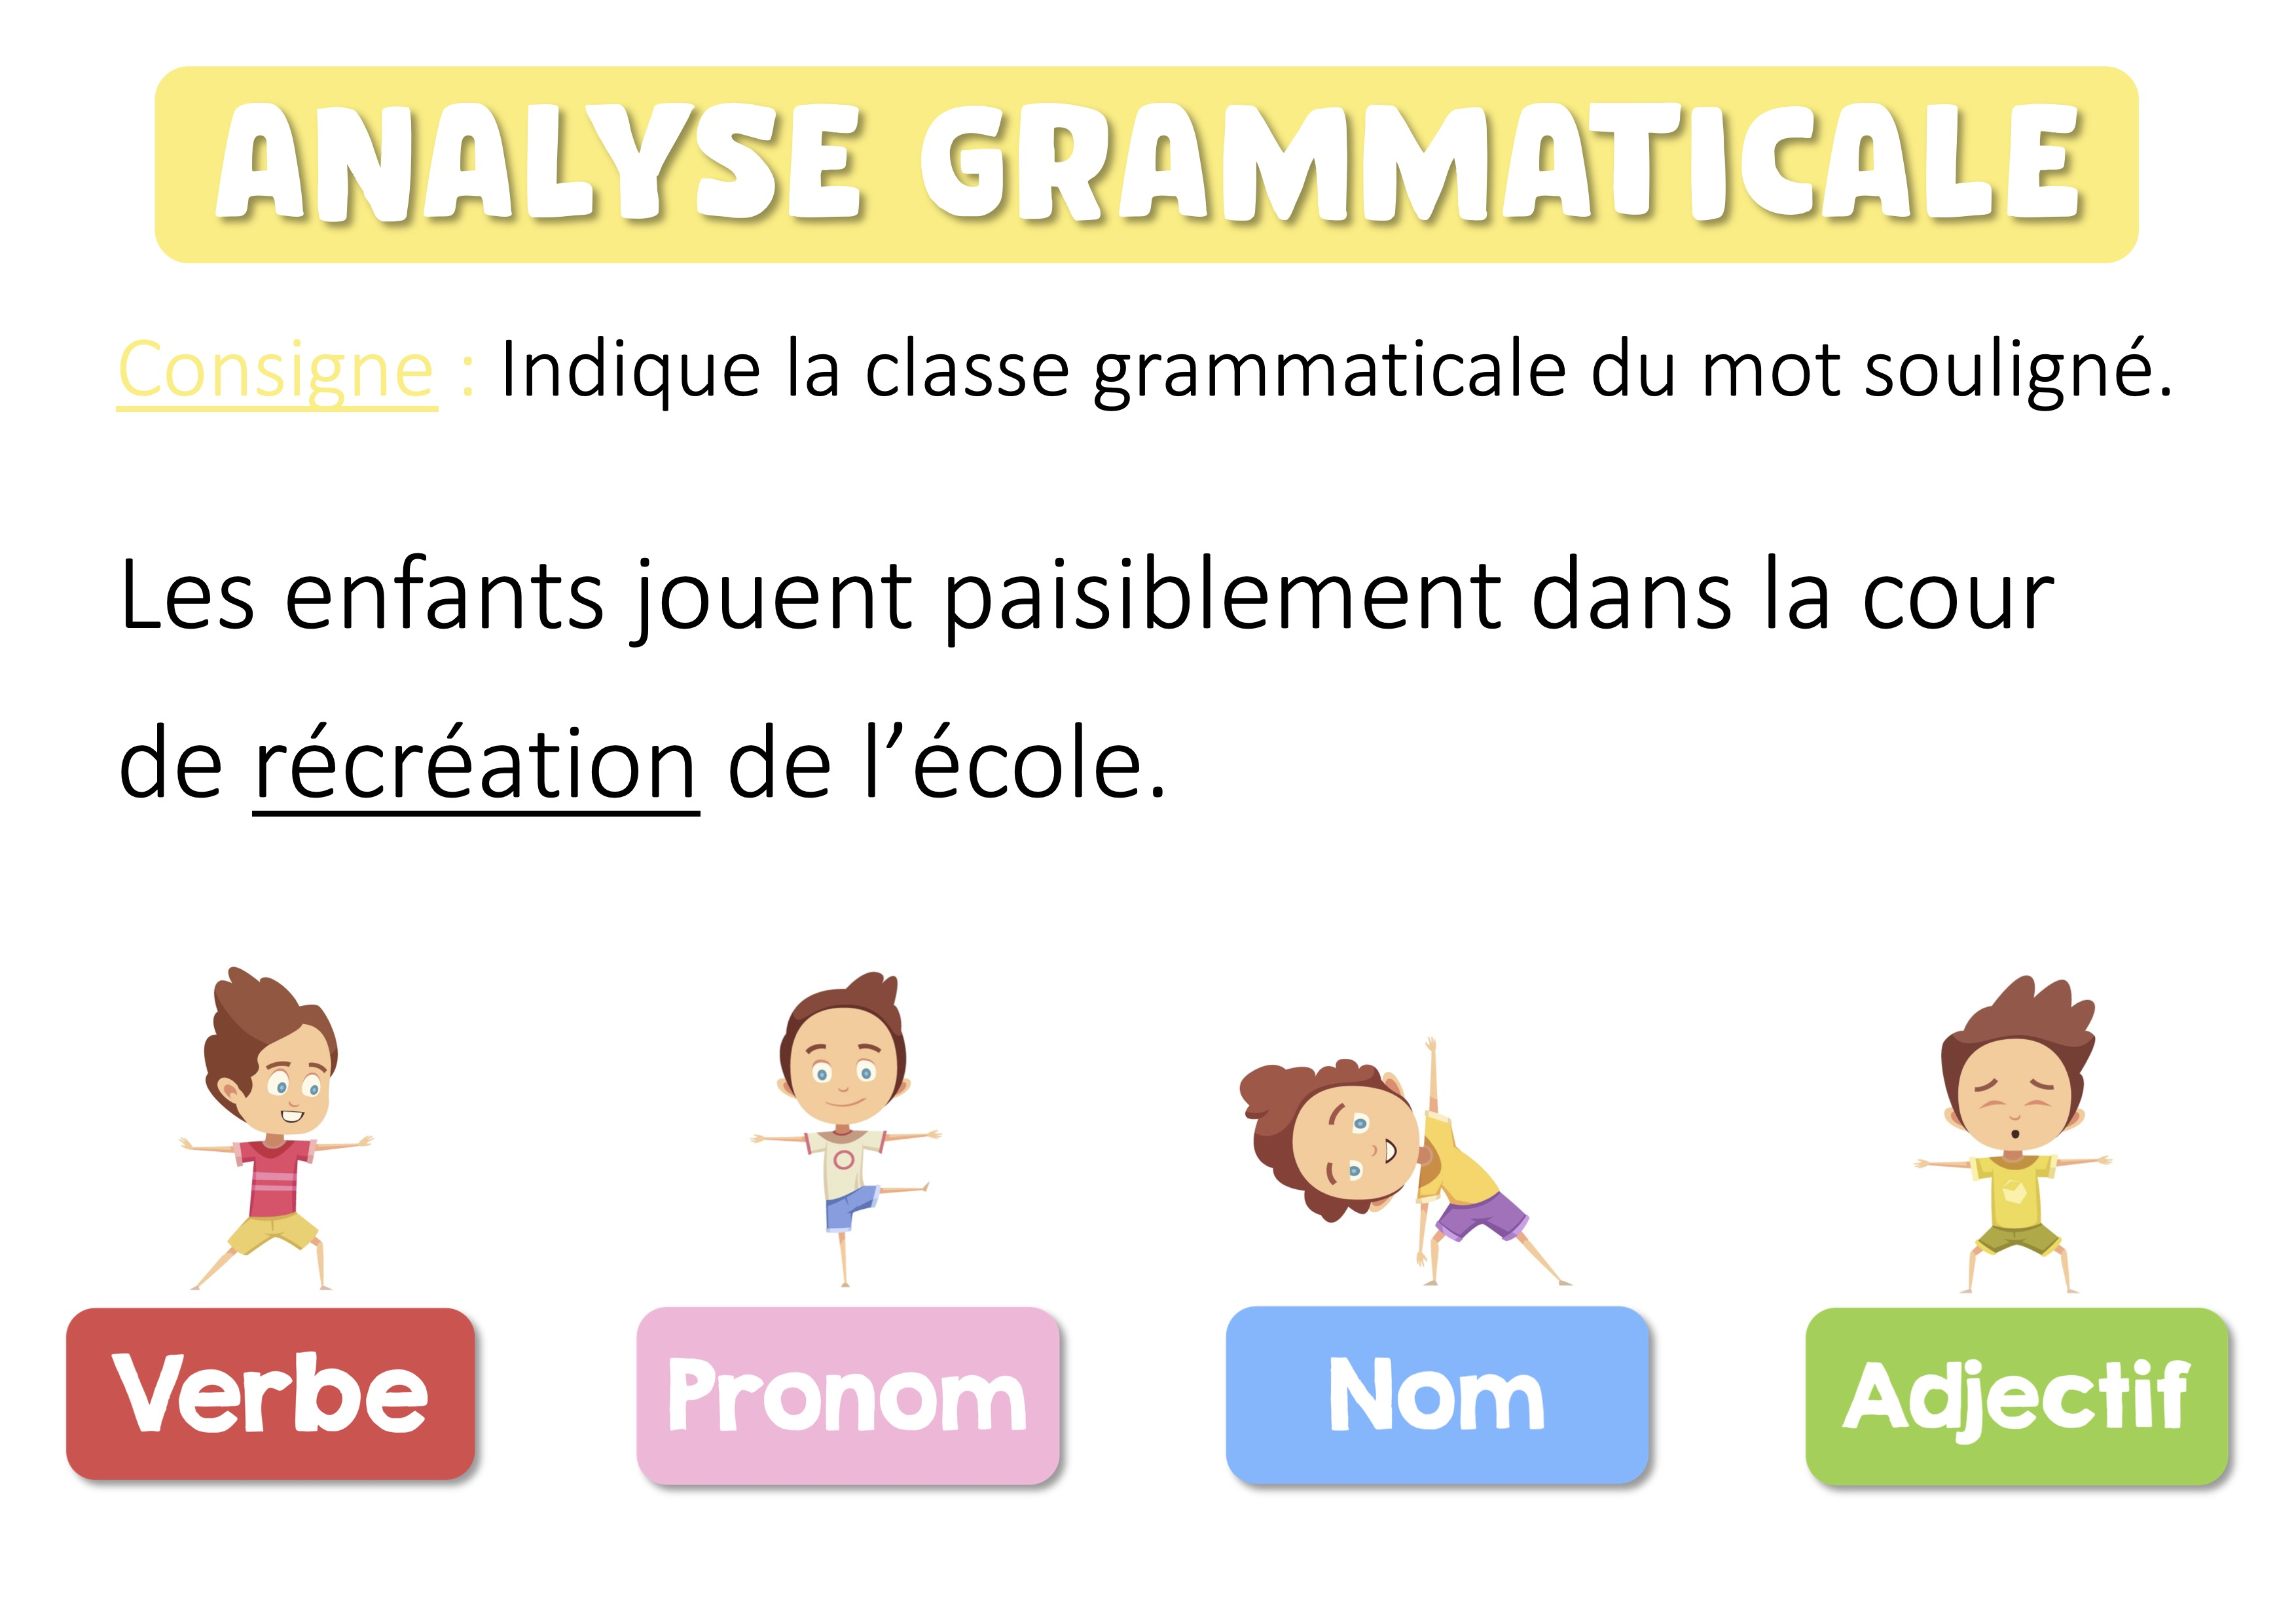 ANALYSE GRAMMATICALE
Consigne : Indique la classe grammaticale du mot souligné.
Les enfants jouent paisiblement dans la cour
de récréation de l’école.
Verbe Pronom Nom Adjectif